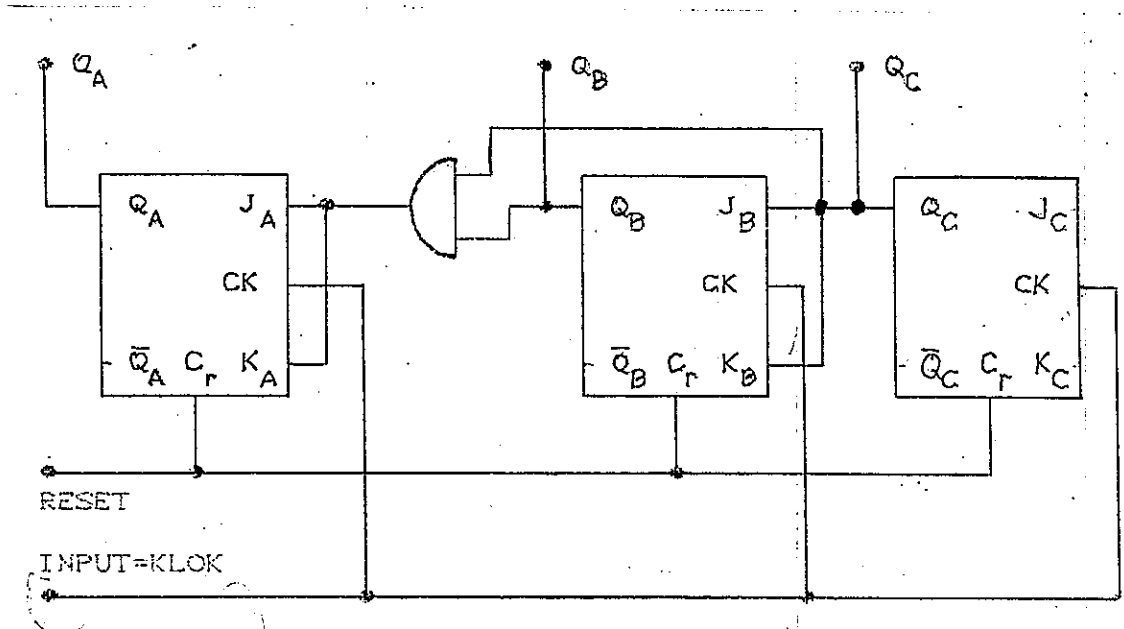 Q_A Q_B Q_C
Q_A J_A Q_B J_B Q_C J_C
CK CK CK
Q̄_A C_r K_A Q̄_B C_r K_B Q̄_C C_r K_C
RESET
INPUT=KLOK